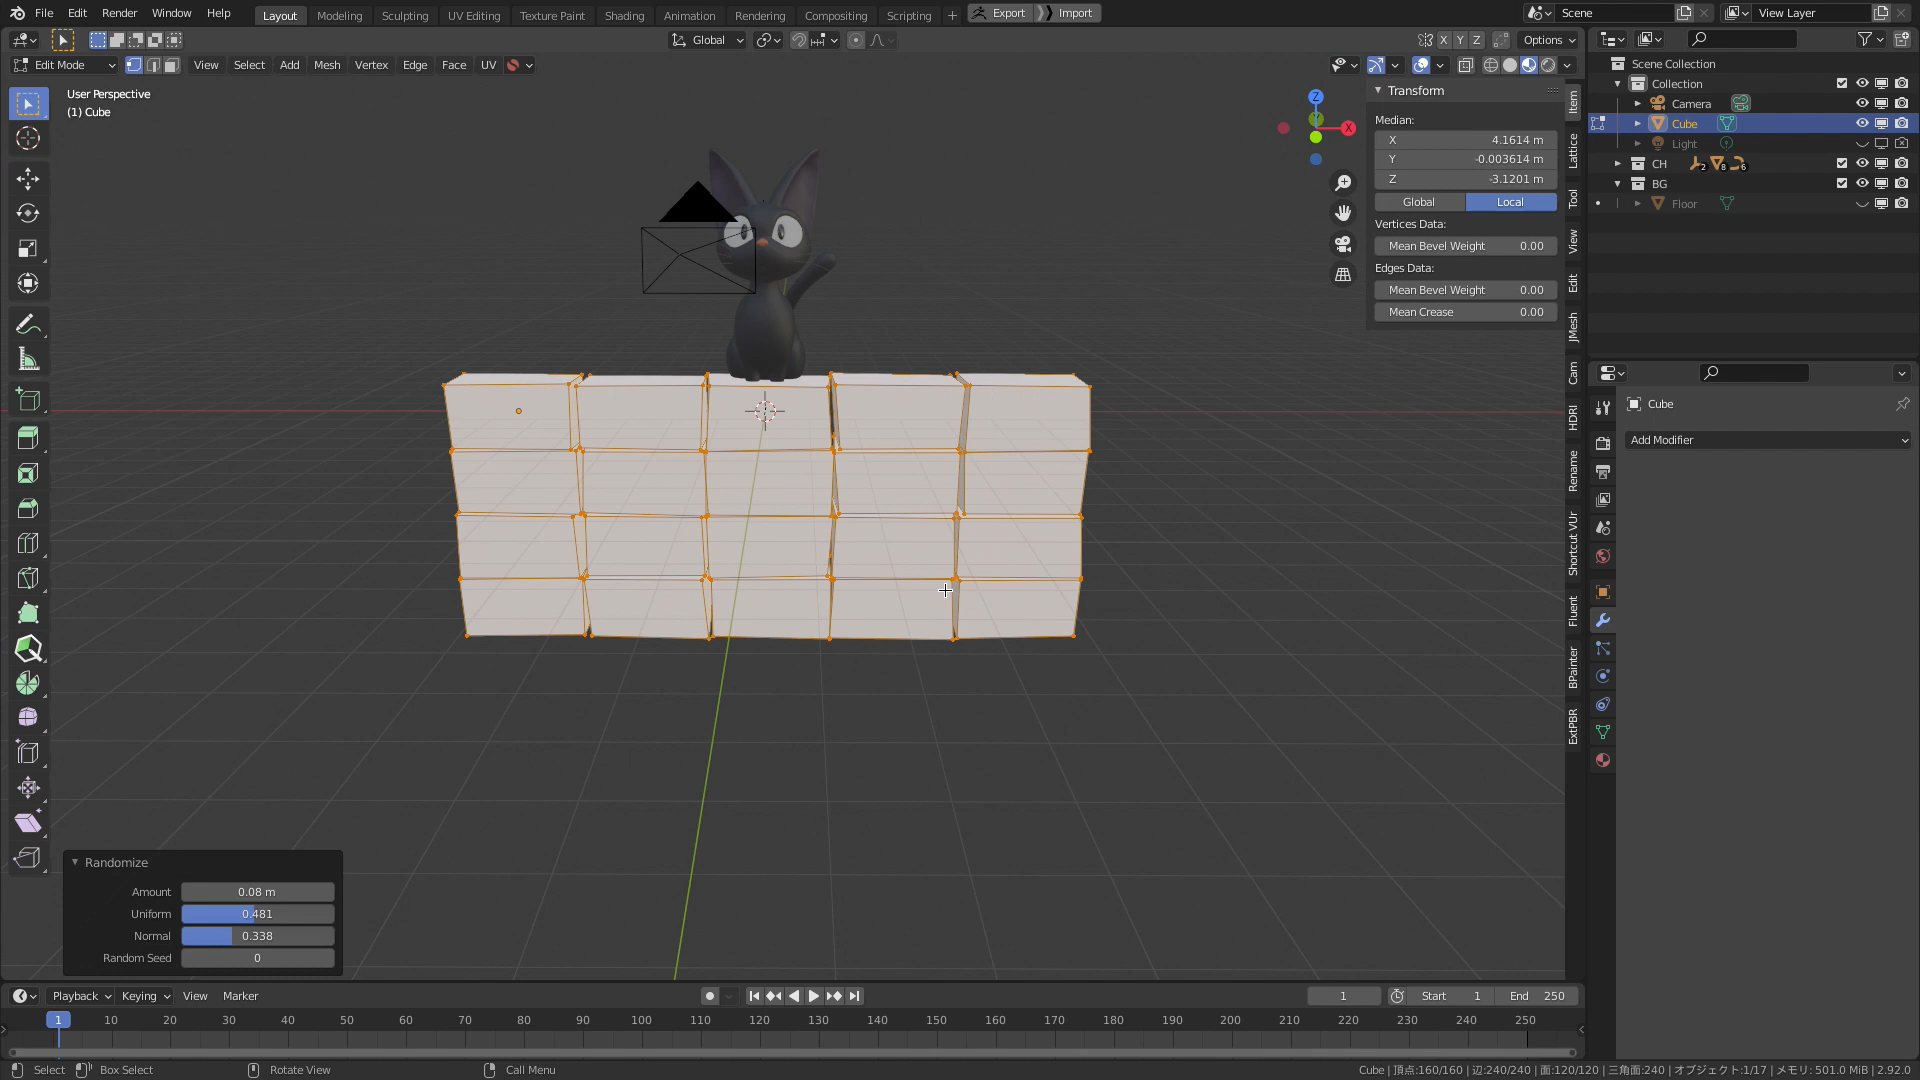 File Edit Render Window Help Layout Modeling Sculpting UV Editing Texture Paint Shading Animation Rendering Compositing Scripting + Export Import Scene View Layer
Global X Y Z Options
Edit Mode View Select Add Mesh Vertex Edge Face UV
User Perspective
(1) Cube
Z
X
Transform
Median:
X 4.1614 m
Y -0.003614 m
Z -3.1201 m
Global Local
Vertices Data:
Mean Bevel Weight 0.00
Edges Data:
Mean Bevel Weight 0.00
Mean Crease 0.00
Item
Lattice
Tool
View
Edit
JMesh
Cam
HDRI
Rename
Shortcut VUr
Fluent
BPainter
ExtPBR
Scene Collection
Collection
Camera
Cube
Light
CH 2 8 6
BG
Floor
Cube
Add Modifier
Randomize
Amount 0.08 m
Uniform 0.481
Normal 0.338
Random Seed 0
Playback Keying View Marker 1 Start 1 End 250
1 10 20 30 40 50 60 70 80 90 100 110 120 130 140 150 160 170 180 190 200 210 220 230 240 250
Select Box Select Rotate View Call Menu Cube | 頂点:160/160 | 辺:240/240 | 面:120/120 | 三角面:240 | オブジェクト:1/17 | メモリ: 501.0 MiB | 2.92.0